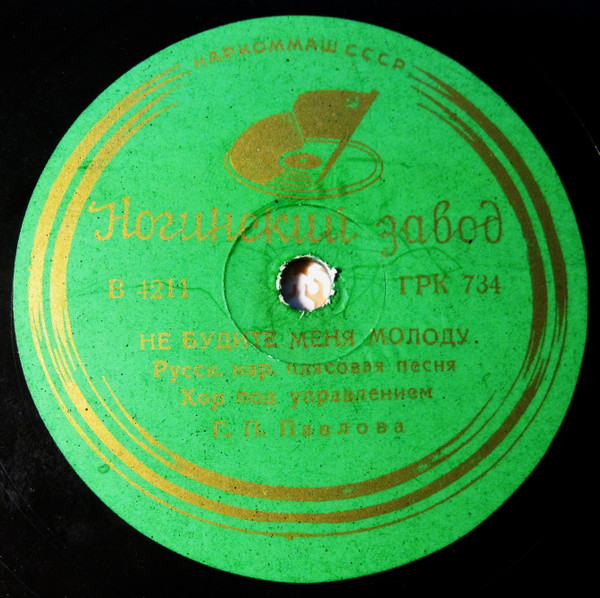 НАРКОММАШ СССР
Ногинский завод
В 4211 ГРК 734
НЕ БУДИТЕ МЕНЯ МОЛОДУ.
Русск. нар. плясовая песня
Хор под управлением
Г. П. Павлова